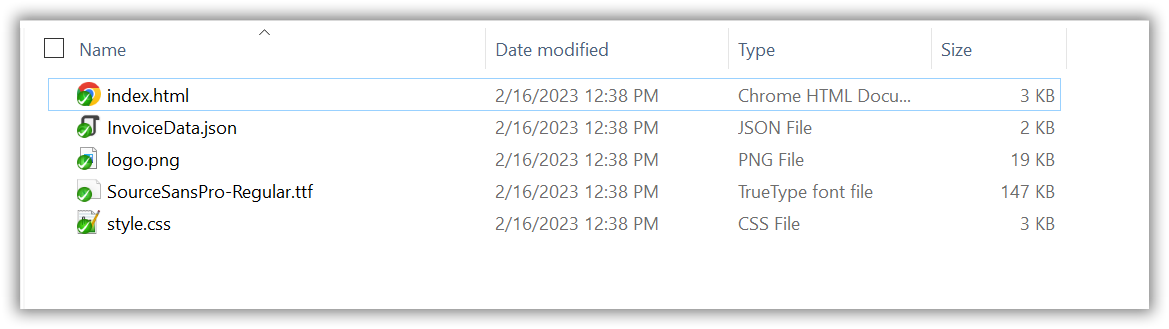 Name Date modified Type Size
index.html 2/16/2023 12:38 PM Chrome HTML Docu... 3 KB
InvoiceData.json 2/16/2023 12:38 PM JSON File 2 KB
logo.png 2/16/2023 12:38 PM PNG File 19 KB
SourceSansPro-Regular.ttf 2/16/2023 12:38 PM TrueType font file 147 KB
style.css 2/16/2023 12:38 PM CSS File 3 KB